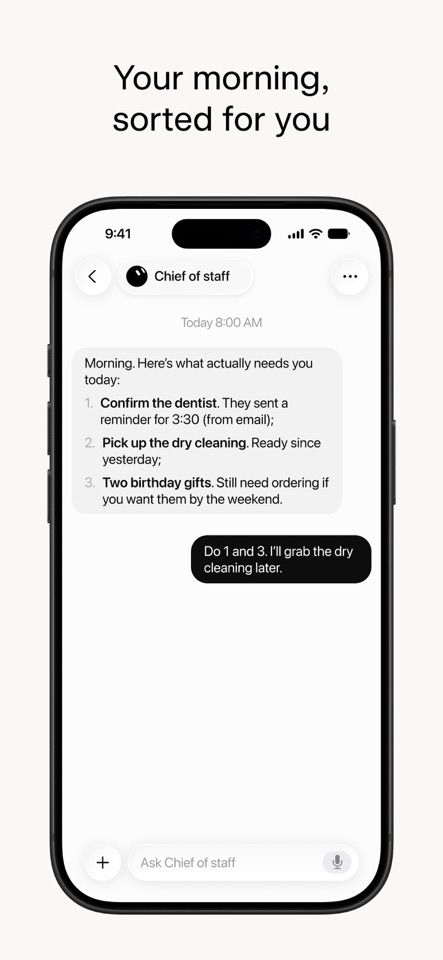 Your morning,
sorted for you
9:41
Chief of staff
Today 8:00 AM
Morning. Here’s what actually needs you
today:
1. Confirm the dentist. They sent a
reminder for 3:30 (from email);
2. Pick up the dry cleaning. Ready since
yesterday;
3. Two birthday gifts. Still need ordering if
you want them by the weekend.
Do 1 and 3. I’ll grab the dry
cleaning later.
Ask Chief of staff